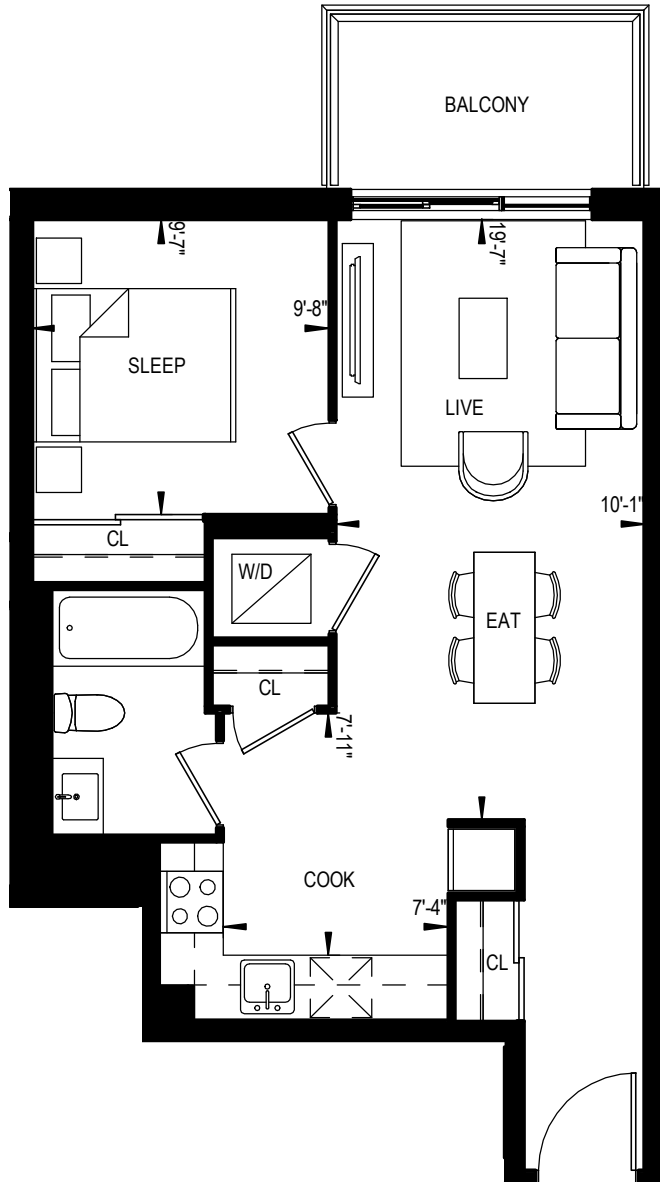 BALCONY
9'-7"
19'-7"
9'-8"
SLEEP
LIVE
10'-1"
CL
W/D
EAT
CL
7'-11"
COOK
7'-4"
CL